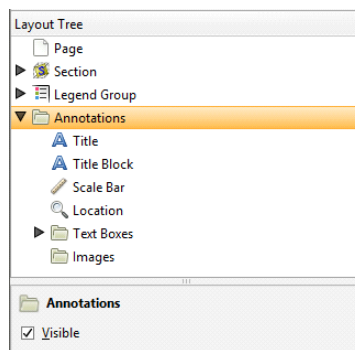 Layout Tree
Page
Section
Legend Group
Annotations
Title
Title Block
Scale Bar
Location
Text Boxes
Images
Annotations
Visible